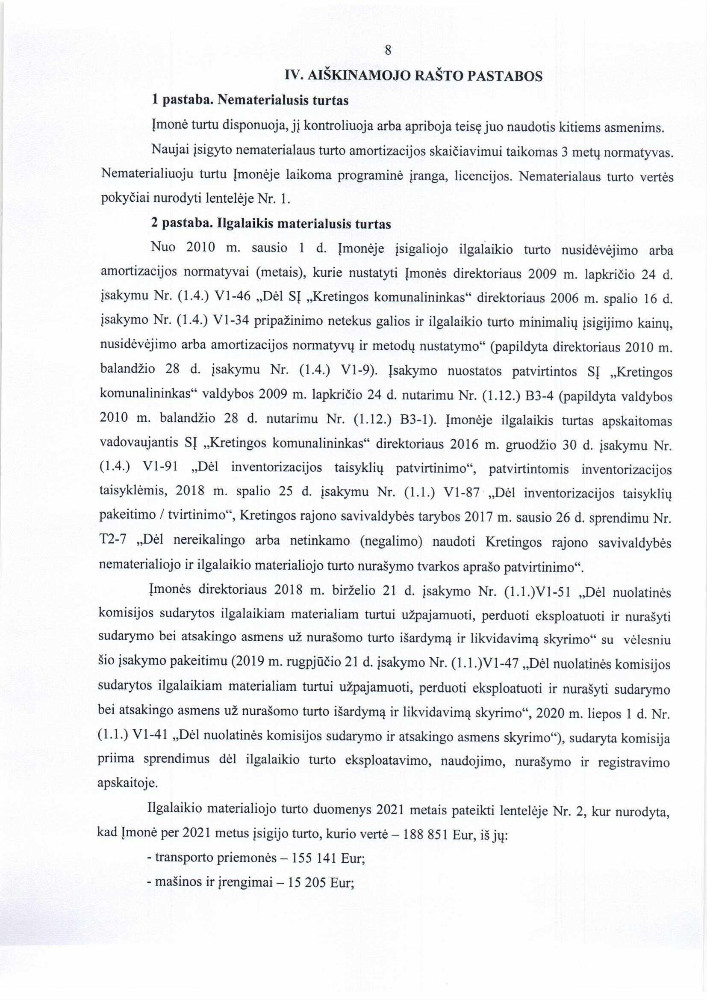 8
IV. AIŠKINAMOJO RAŠTO PASTABOS
1 pastaba. Nematerialusis turtas
Įmonė turtu disponuoja, jį kontroliuoja arba apriboja teisę juo naudotis kitiems asmenims.
Naujai įsigyto nematerialaus turto amortizacijos skaičiavimui taikomas 3 metų normatyvas.
Nematerialiuoju turtu Įmonėje laikoma programinė įranga, licencijos. Nematerialaus turto vertės
pokyčiai nurodyti lentelėje Nr. 1.
2 pastaba. Ilgalaikis materialusis turtas
Nuo 2010 m. sausio 1 d. Įmonėje įsigaliojo ilgalaikio turto nusidėvėjimo arba
amortizacijos normatyvai (metais), kurie nustatyti Įmonės direktoriaus 2009 m. lapkričio 24 d.
įsakymu Nr. (1.4.) V1-46 „Dėl SĮ „Kretingos komunalininkas“ direktoriaus 2006 m. spalio 16 d.
įsakymo Nr. (1.4.) V1-34 pripažinimo netekus galios ir ilgalaikio turto minimalių įsigijimo kainų,
nusidėvėjimo arba amortizacijos normatyvų ir metodų nustatymo“ (papildyta direktoriaus 2010 m.
balandžio 28 d. įsakymu Nr. (1.4.) V1-9). Įsakymo nuostatos patvirtintos SĮ „Kretingos
komunalininkas“ valdybos 2009 m. lapkričio 24 d. nutarimu Nr. (1.12.) B3-4 (papildyta valdybos
2010 m. balandžio 28 d. nutarimu Nr. (1.12.) B3-1). Įmonėje ilgalaikis turtas apskaitomas
vadovaujantis SĮ „Kretingos komunalininkas“ direktoriaus 2016 m. gruodžio 30 d. įsakymu Nr.
(1.4.) V1-91 „Dėl inventorizacijos taisyklių patvirtinimo“, patvirtintomis inventorizacijos
taisyklėmis, 2018 m. spalio 25 d. įsakymu Nr. (1.1.) V1-87 „Dėl inventorizacijos taisyklių
pakeitimo / tvirtinimo“, Kretingos rajono savivaldybės tarybos 2017 m. sausio 26 d. sprendimu Nr.
T2-7 „Dėl nereikalingo arba netinkamo (negalimo) naudoti Kretingos rajono savivaldybės
nematerialiojo ir ilgalaikio materialiojo turto nurašymo tvarkos aprašo patvirtinimo“.
Įmonės direktoriaus 2018 m. birželio 21 d. įsakymo Nr. (1.1.)V1-51 „Dėl nuolatinės
komisijos sudarytos ilgalaikiam materialiam turtui užpajamuoti, perduoti eksploatuoti ir nurašyti
sudarymo bei atsakingo asmens už nurašomo turto išardymą ir likvidavimą skyrimo“ su vėlesniu
šio įsakymo pakeitimu (2019 m. rugpjūčio 21 d. įsakymo Nr. (1.1.)V1-47 „Dėl nuolatinės komisijos
sudarytos ilgalaikiam materialiam turtui užpajamuoti, perduoti eksploatuoti ir nurašyti sudarymo
bei atsakingo asmens už nurašomo turto išardymą ir likvidavimą skyrimo“, 2020 m. liepos 1 d. Nr.
(1.1.) V1-41 „Dėl nuolatinės komisijos sudarymo ir atsakingo asmens skyrimo“), sudaryta komisija
priima sprendimus dėl ilgalaikio turto eksploatavimo, naudojimo, nurašymo ir registravimo
apskaitoje.
Ilgalaikio materialiojo turto duomenys 2021 metais pateikti lentelėje Nr. 2, kur nurodyta,
kad Įmonė per 2021 metus įsigijo turto, kurio vertė – 188 851 Eur, iš jų:
- transporto priemonės – 155 141 Eur;
- mašinos ir įrengimai – 15 205 Eur;